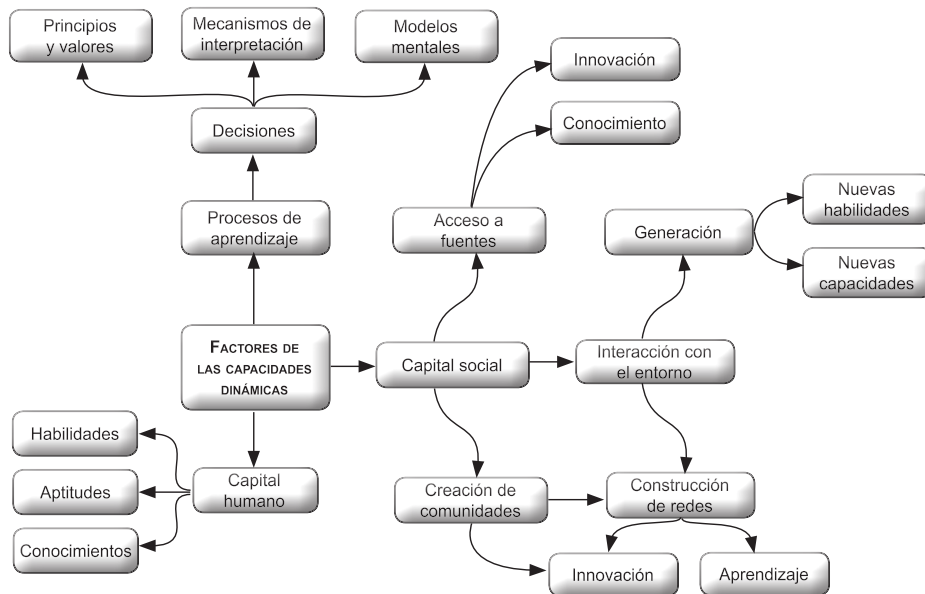 Principios
y valores
Mecanismos de
interpretación
Modelos
mentales
Innovación
Conocimiento
Decisiones
Procesos de
aprendizaje
Acceso a
fuentes
Generación
Nuevas
habilidades
Nuevas
capacidades
FACTORES DE
LAS CAPACIDADES
DINÁMICAS
Capital social
Interacción con
el entorno
Habilidades
Aptitudes
Conocimientos
Capital
humano
Creación de
comunidades
Construcción
de redes
Innovación
Aprendizaje